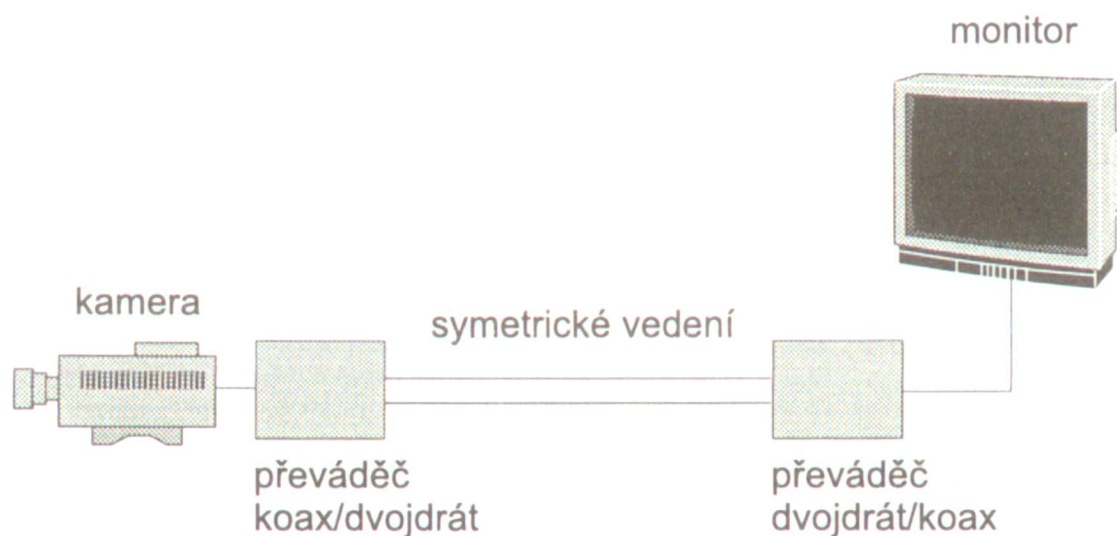 monitor
kamera
symetrické vedení
převáděč
koax/dvojdrát
převáděč
dvojdrát/koax